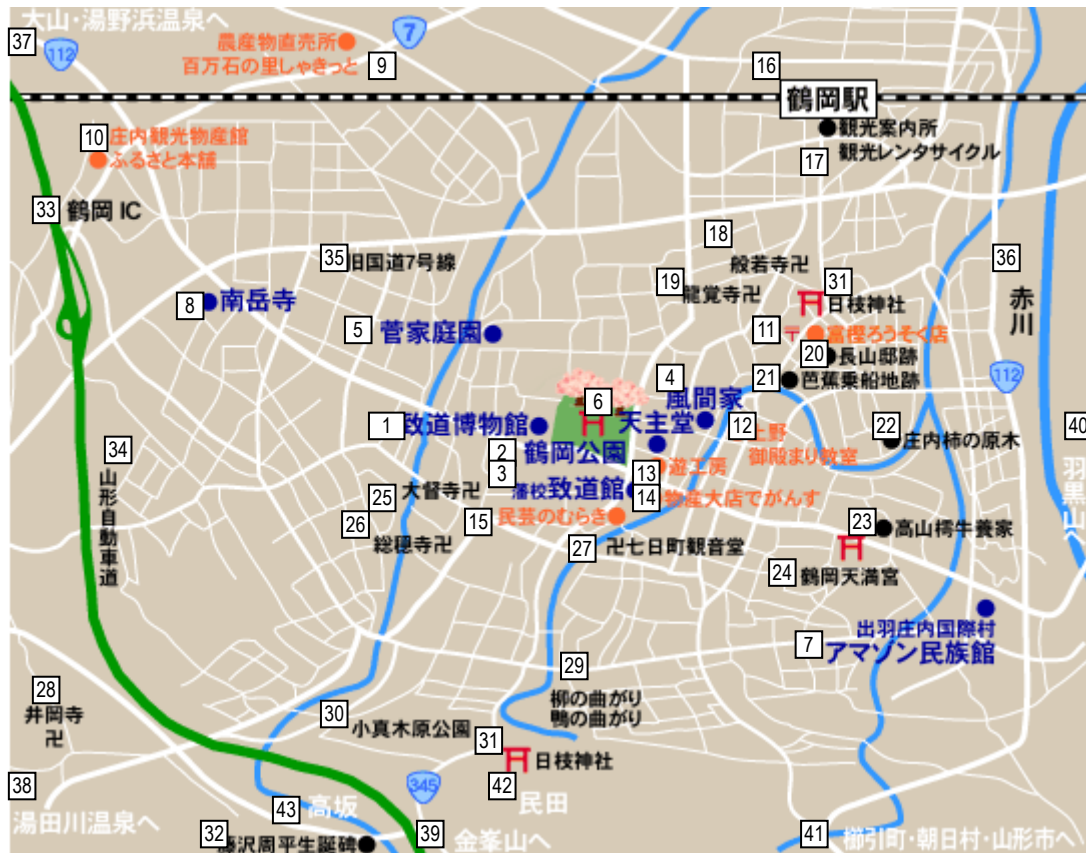 大山・湯野浜温泉へ
37
112
7
農産物直売所
百万石の里しゃきっと
9
16
鶴岡駅
観光案内所
17
観光レンタサイクル
10
庄内観光物産館
ふるさと本舗
33
鶴岡 IC
35
旧国道7号線
18
般若寺卍
36
赤川
19
龍覚寺卍
31
日枝神社
8
南岳寺
5
菅家庭園
11
〒
富樫ろうそく店
20
長山邸跡
21
芭蕉乗船地跡
112
4
風間家
6
天主堂
1
致道博物館
2
鶴岡公園
3
12
上野
御殿まり教室
22
庄内柿の原木
40
羽黒山へ
34
山形自動車道
13
遊工房
藩校致道館
14
物産大店でがんす
25
大督寺卍
15
民芸のむらき
26
総穏寺卍
27
卍七日町観音堂
23
高山樗牛養家
24
鶴岡天満宮
出羽庄内国際村
7
アマゾン民族館
28
井岡寺
卍
29
柳の曲がり
鴨の曲がり
30
小真木原公園
31
日枝神社
42
民田
38
湯田川温泉へ
345
43
高坂
32
藤沢周平生誕碑
39
金峯山へ
41
櫛引町・朝日村・山形市へ